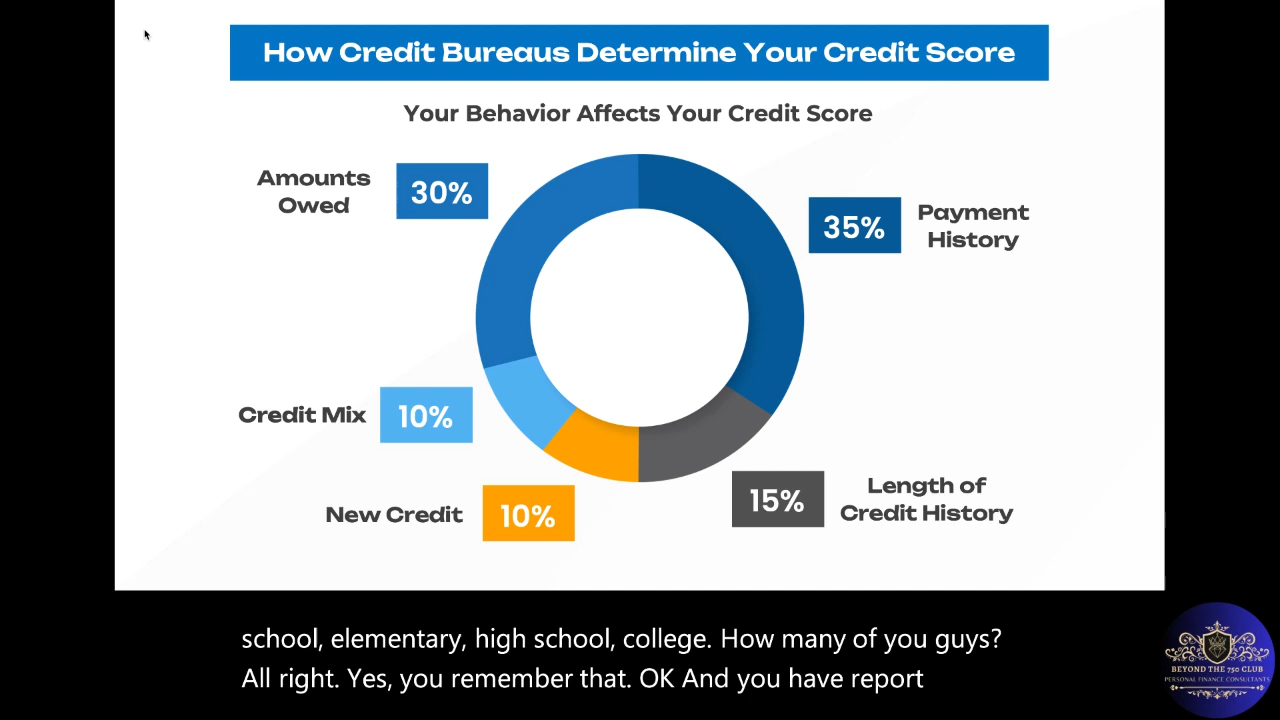 How Credit Bureaus Determine Your Credit Score
Your Behavior Affects Your Credit Score
Amounts
Owed
30%
35%
Payment
History
Credit Mix
10%
New Credit
10%
15%
Length of
Credit History
school, elementary, high school, college. How many of you guys?
All right. Yes, you remember that. OK And you have report
BEYOND THE 750 CLUB
PERSONAL FINANCE CONSULTANTS